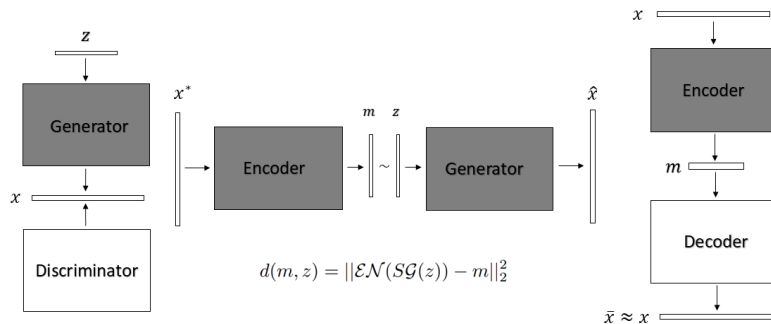 z
Generator
x
Discriminator
x*
Encoder
m ~ z
Generator
x̂
d(m, z) = ||ℰ𝒩(S𝒢(z)) − m||₂²
x
Encoder
m
Decoder
x̄ ≈ x